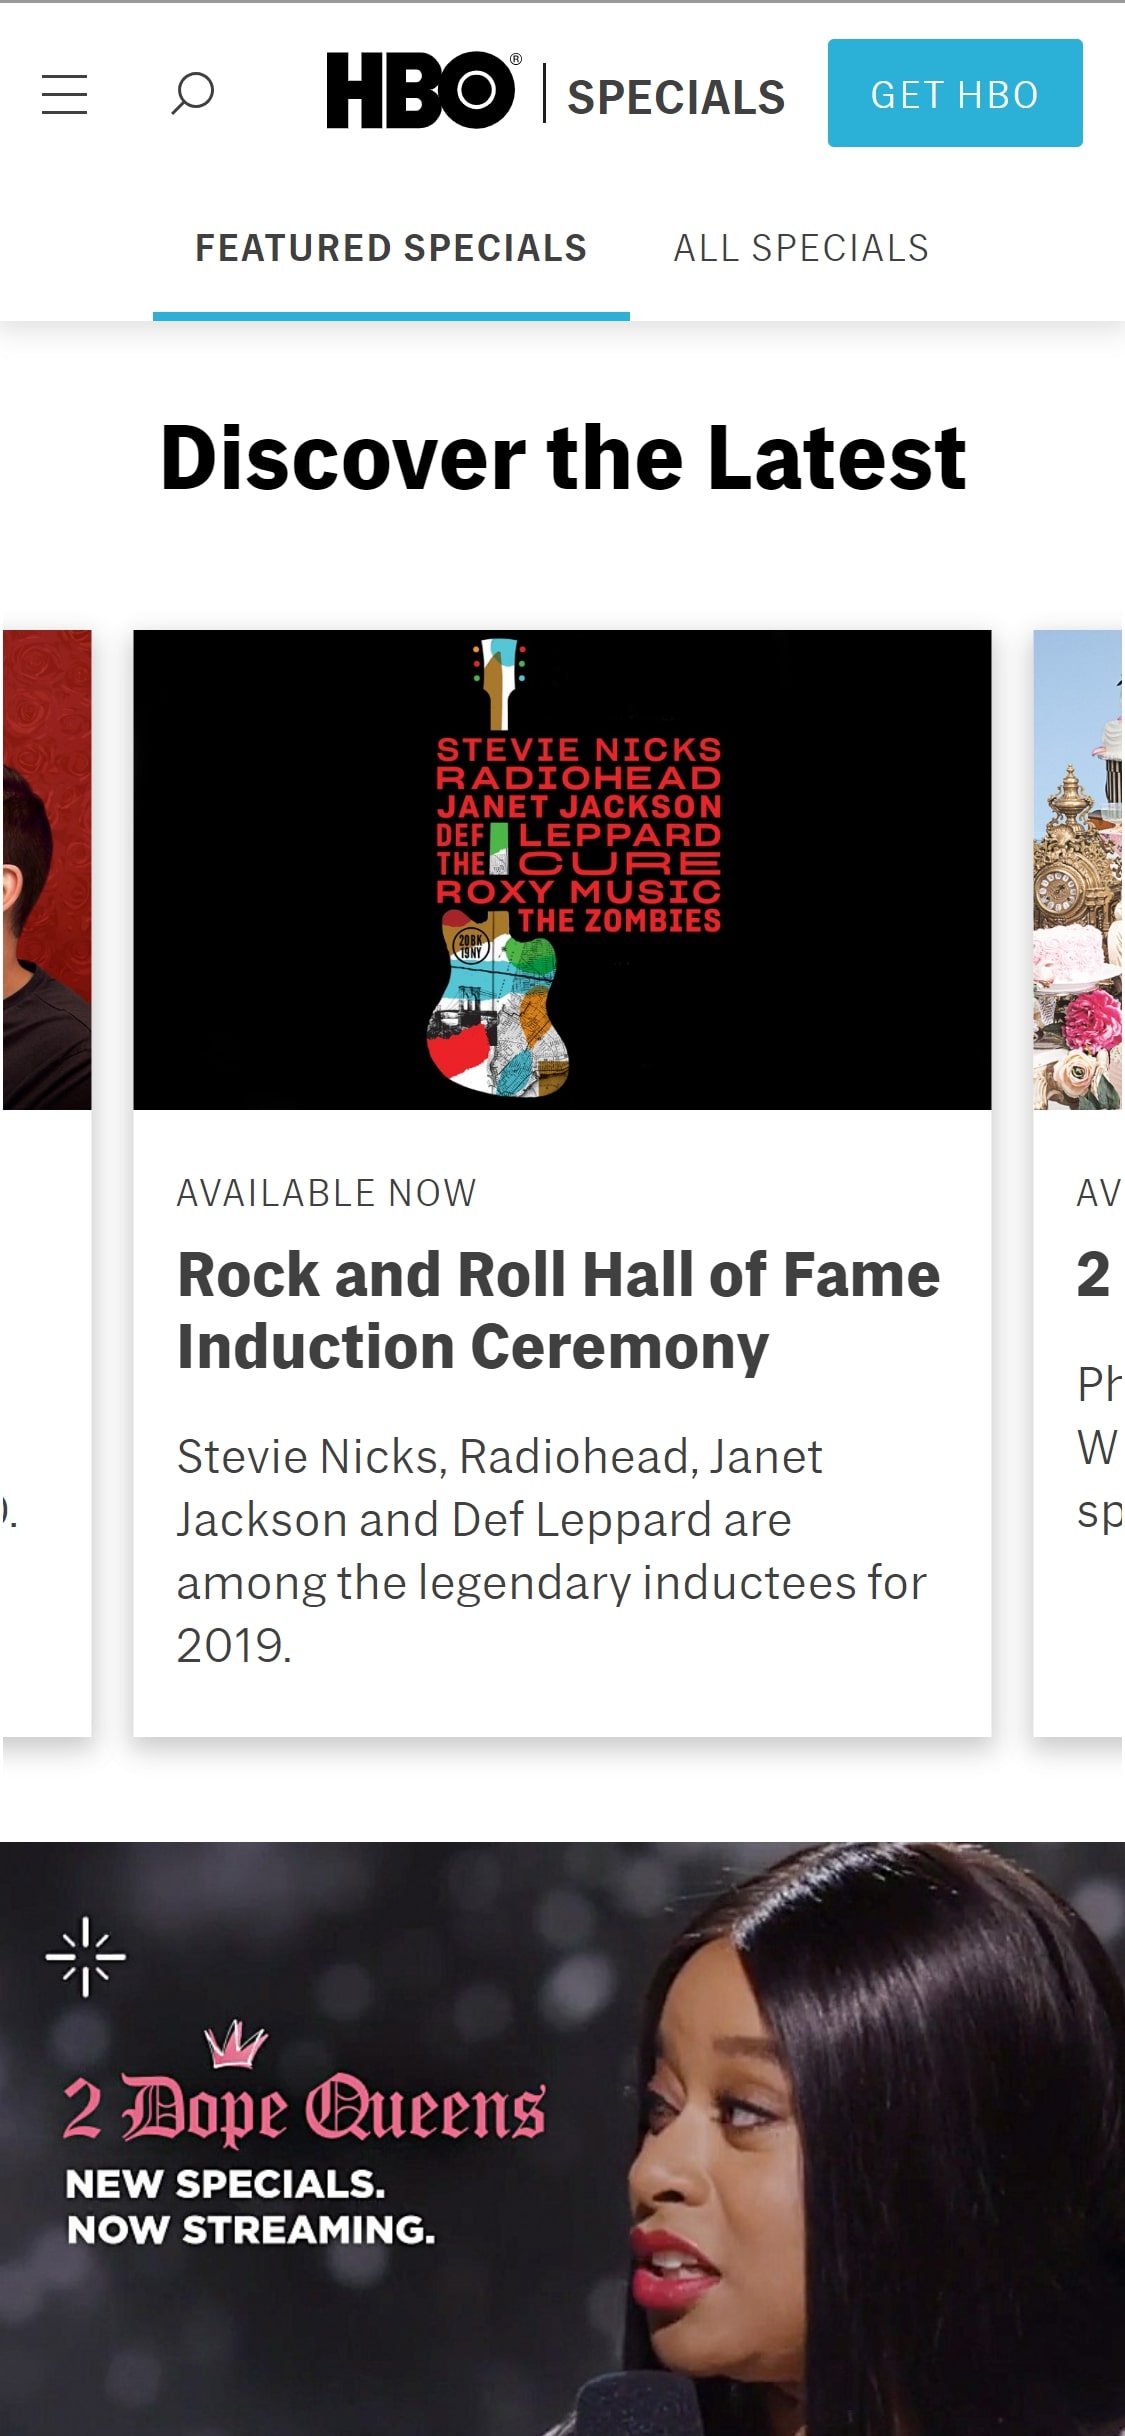 HBO® | SPECIALS
GET HBO
FEATURED SPECIALS
ALL SPECIALS
Discover the Latest
STEVIE NICKS
RADIOHEAD
JANET JACKSON
DEF LEPPARD
THE CURE
ROXY MUSIC
THE ZOMBIES
20BK
19NY
AVAILABLE NOW
Rock and Roll Hall of Fame
Induction Ceremony
Stevie Nicks, Radiohead, Janet
Jackson and Def Leppard are
among the legendary inductees for
2019.
AV
2
Ph
W
sp
2 Dope Queens
NEW SPECIALS.
NOW STREAMING.